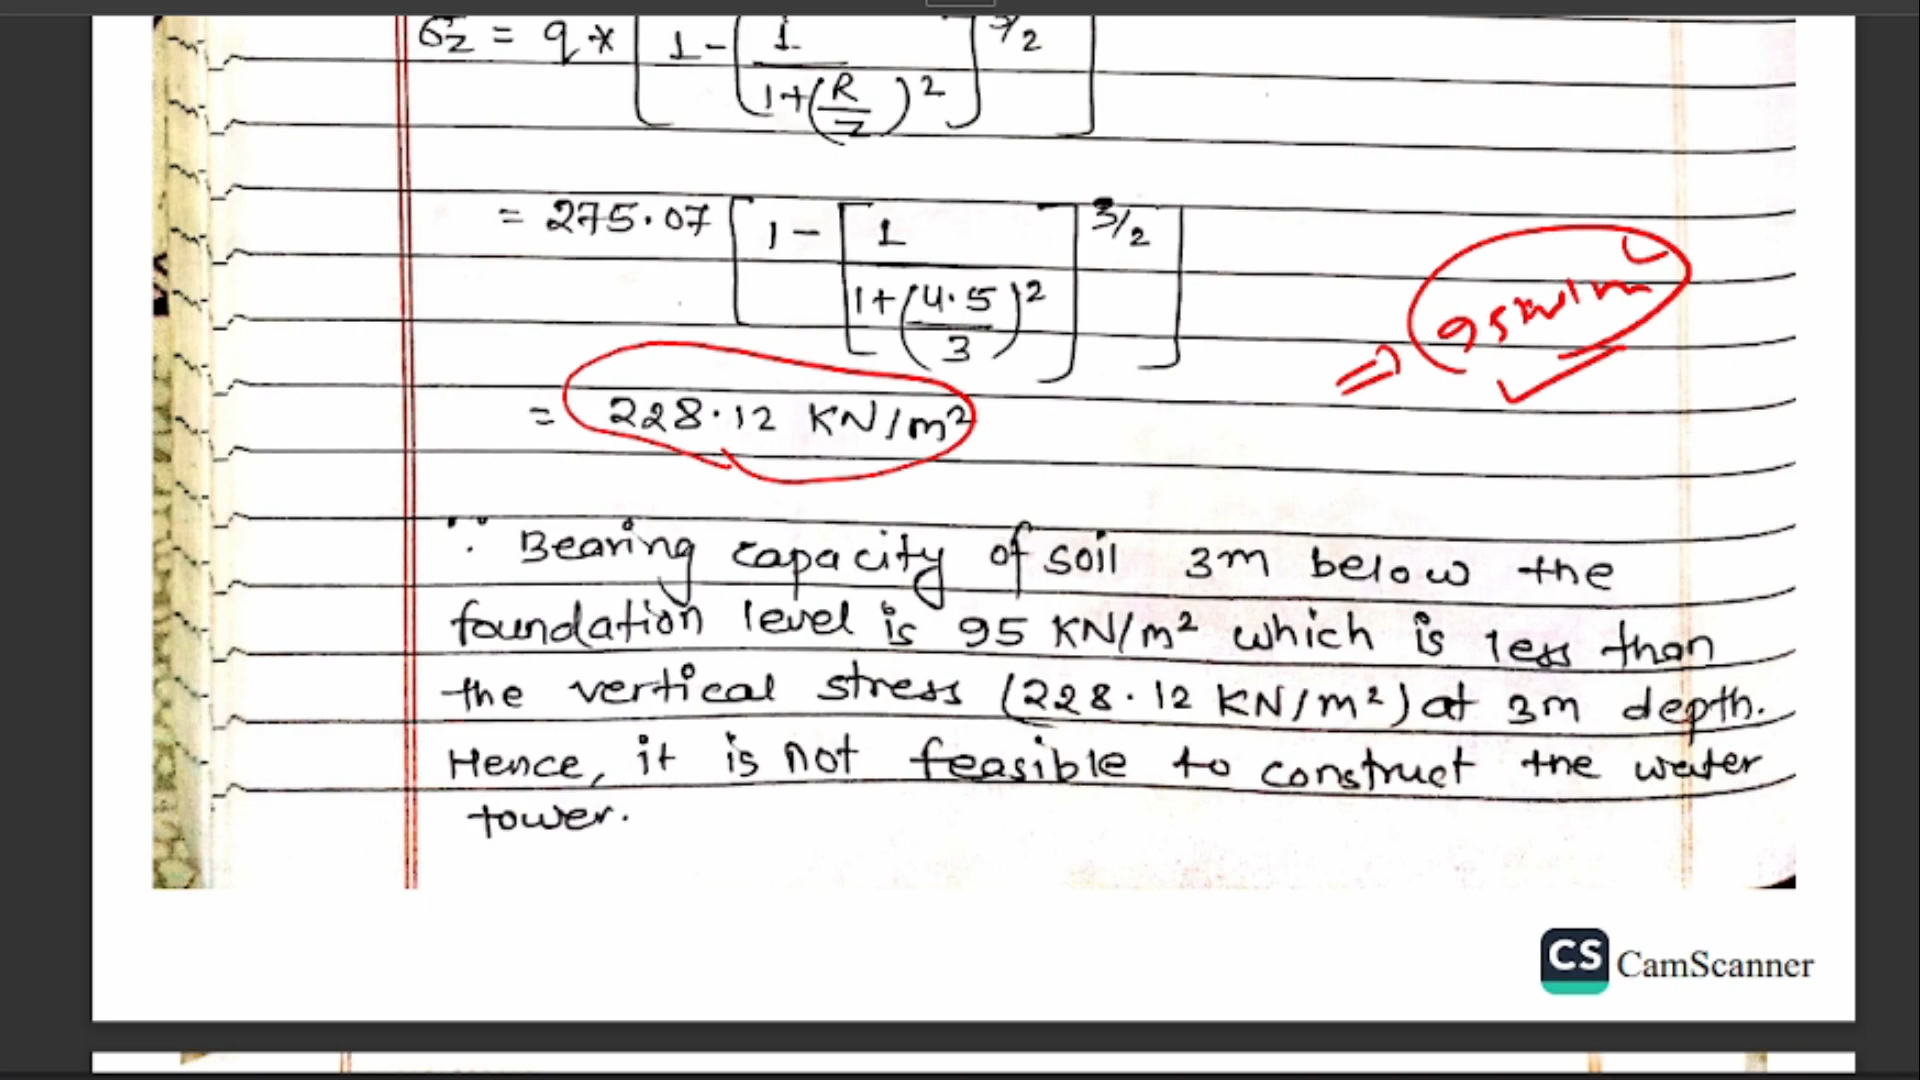 σz = q * [ 1 - [ 1 / 1+(R/z)^2 ]^3/2 ]
= 275.07 [ 1 - [ 1 / 1+(4.5/3)^2 ]^3/2 ]
⇒ 95 KN/m²
= 228.12 KN/m²
∵ Bearing capacity of soil 3m below the
foundation level is 95 KN/m² which is less than
the vertical stress (228.12 KN/m²) at 3m depth.
Hence, it is not feasible to construct the water
tower.
CS CamScanner